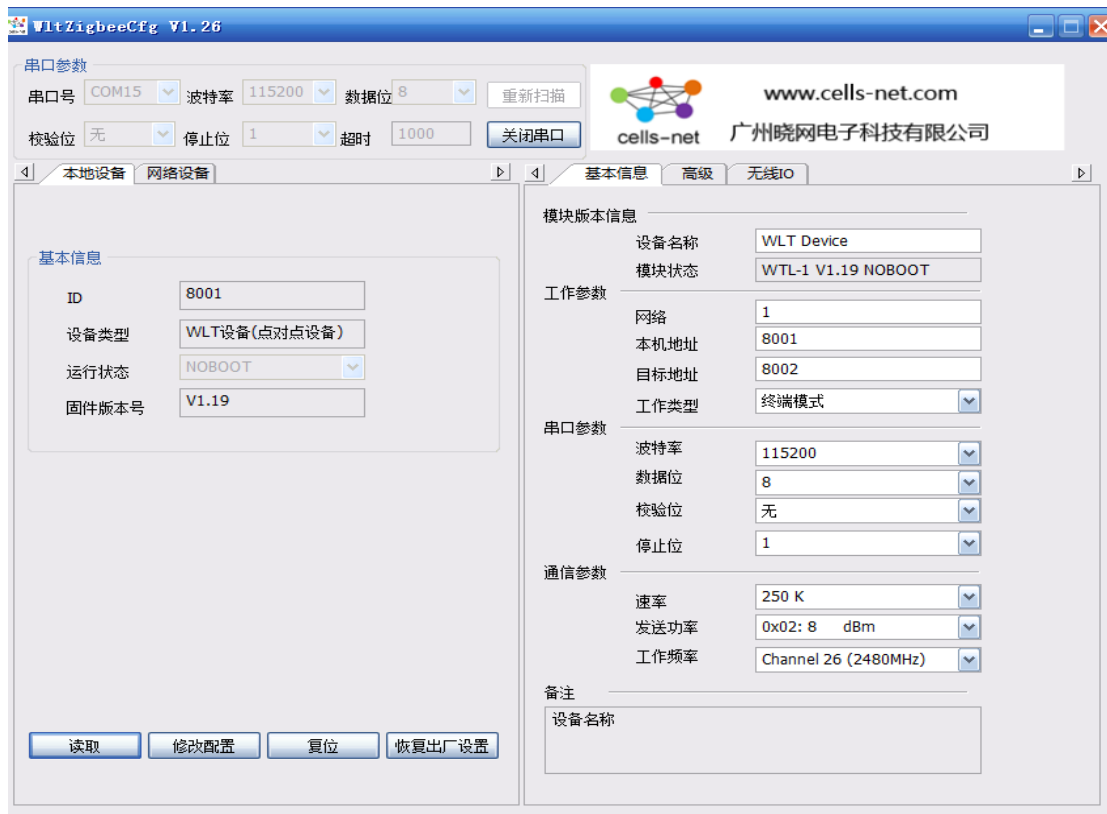 WltZigbeeCfg V1.26
串口参数
串口号 COM15 波特率 115200 数据位 8 重新扫描
校验位 无 停止位 1 超时 1000 关闭串口
cells-net
www.cells-net.com
广州晓网电子科技有限公司
本地设备 网络设备
基本信息
ID 8001
设备类型 WLT设备(点对点设备)
运行状态 NOBOOT
固件版本号 V1.19
读取 修改配置 复位 恢复出厂设置
基本信息 高级 无线IO
模块版本信息
设备名称 WLT Device
模块状态 WTL-1 V1.19 NOBOOT
工作参数
网络 1
本机地址 8001
目标地址 8002
工作类型 终端模式
串口参数
波特率 115200
数据位 8
校验位 无
停止位 1
通信参数
速率 250 K
发送功率 0x02: 8 dBm
工作频率 Channel 26 (2480MHz)
备注
设备名称